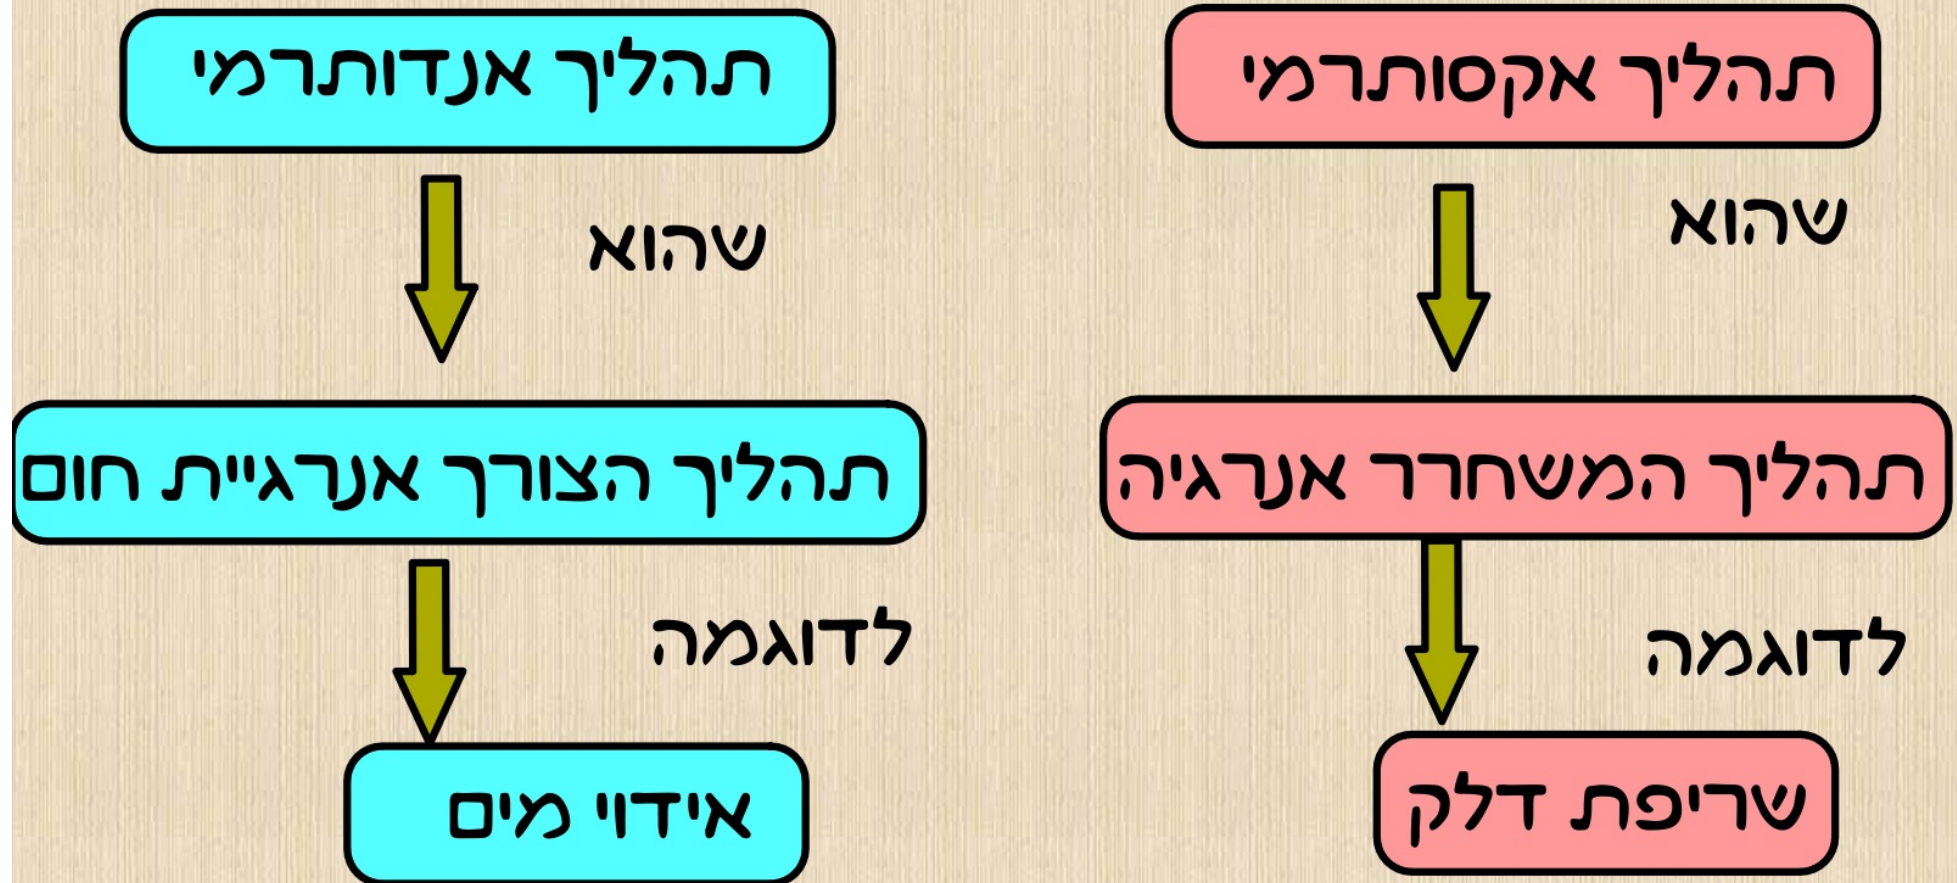 תהליך אקסותרמי
שהוא
תהליך המשחרר אנרגיה
לדוגמה
שריפת דלק
תהליך אנדותרמי
שהוא
תהליך הצורך אנרגיית חום
לדוגמה
אידוי מים